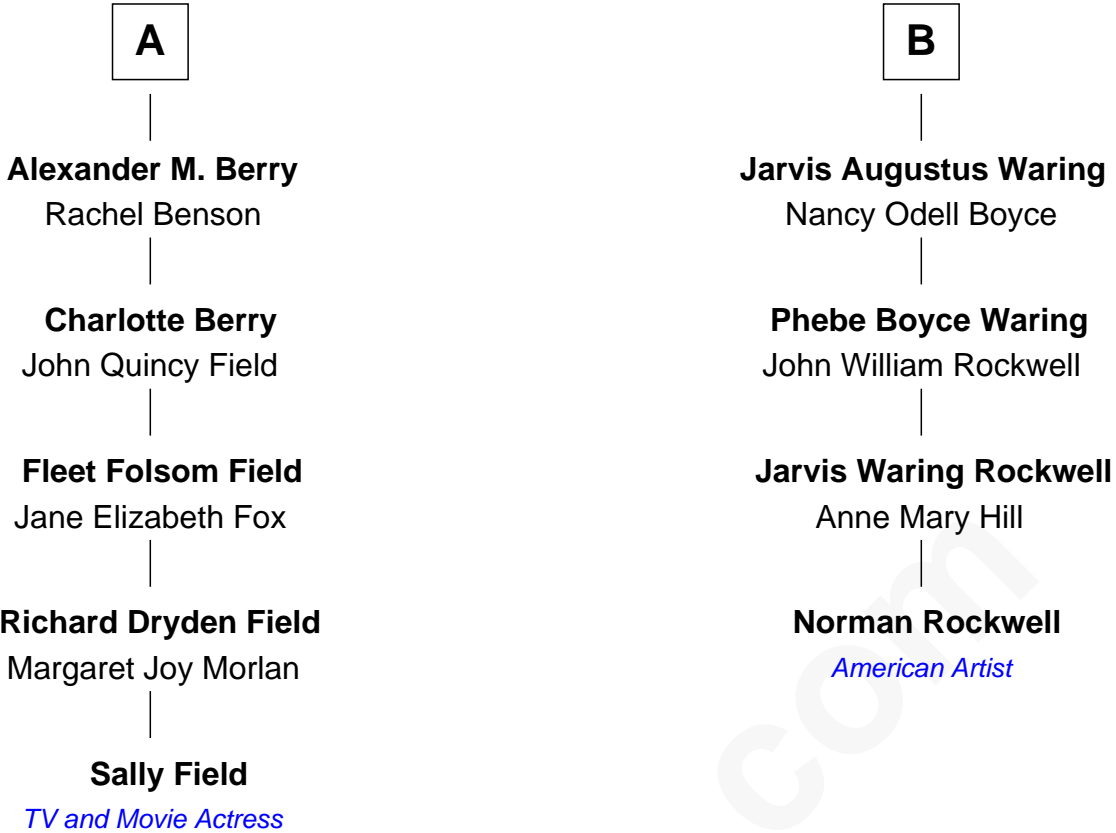 A
B
Alexander M. Berry
Rachel Benson
Jarvis Augustus Waring
Nancy Odell Boyce
Charlotte Berry
John Quincy Field
Phebe Boyce Waring
John William Rockwell
Fleet Folsom Field
Jane Elizabeth Fox
Jarvis Waring Rockwell
Anne Mary Hill
Richard Dryden Field
Margaret Joy Morlan
Norman Rockwell
American Artist
Sally Field
TV and Movie Actress
com